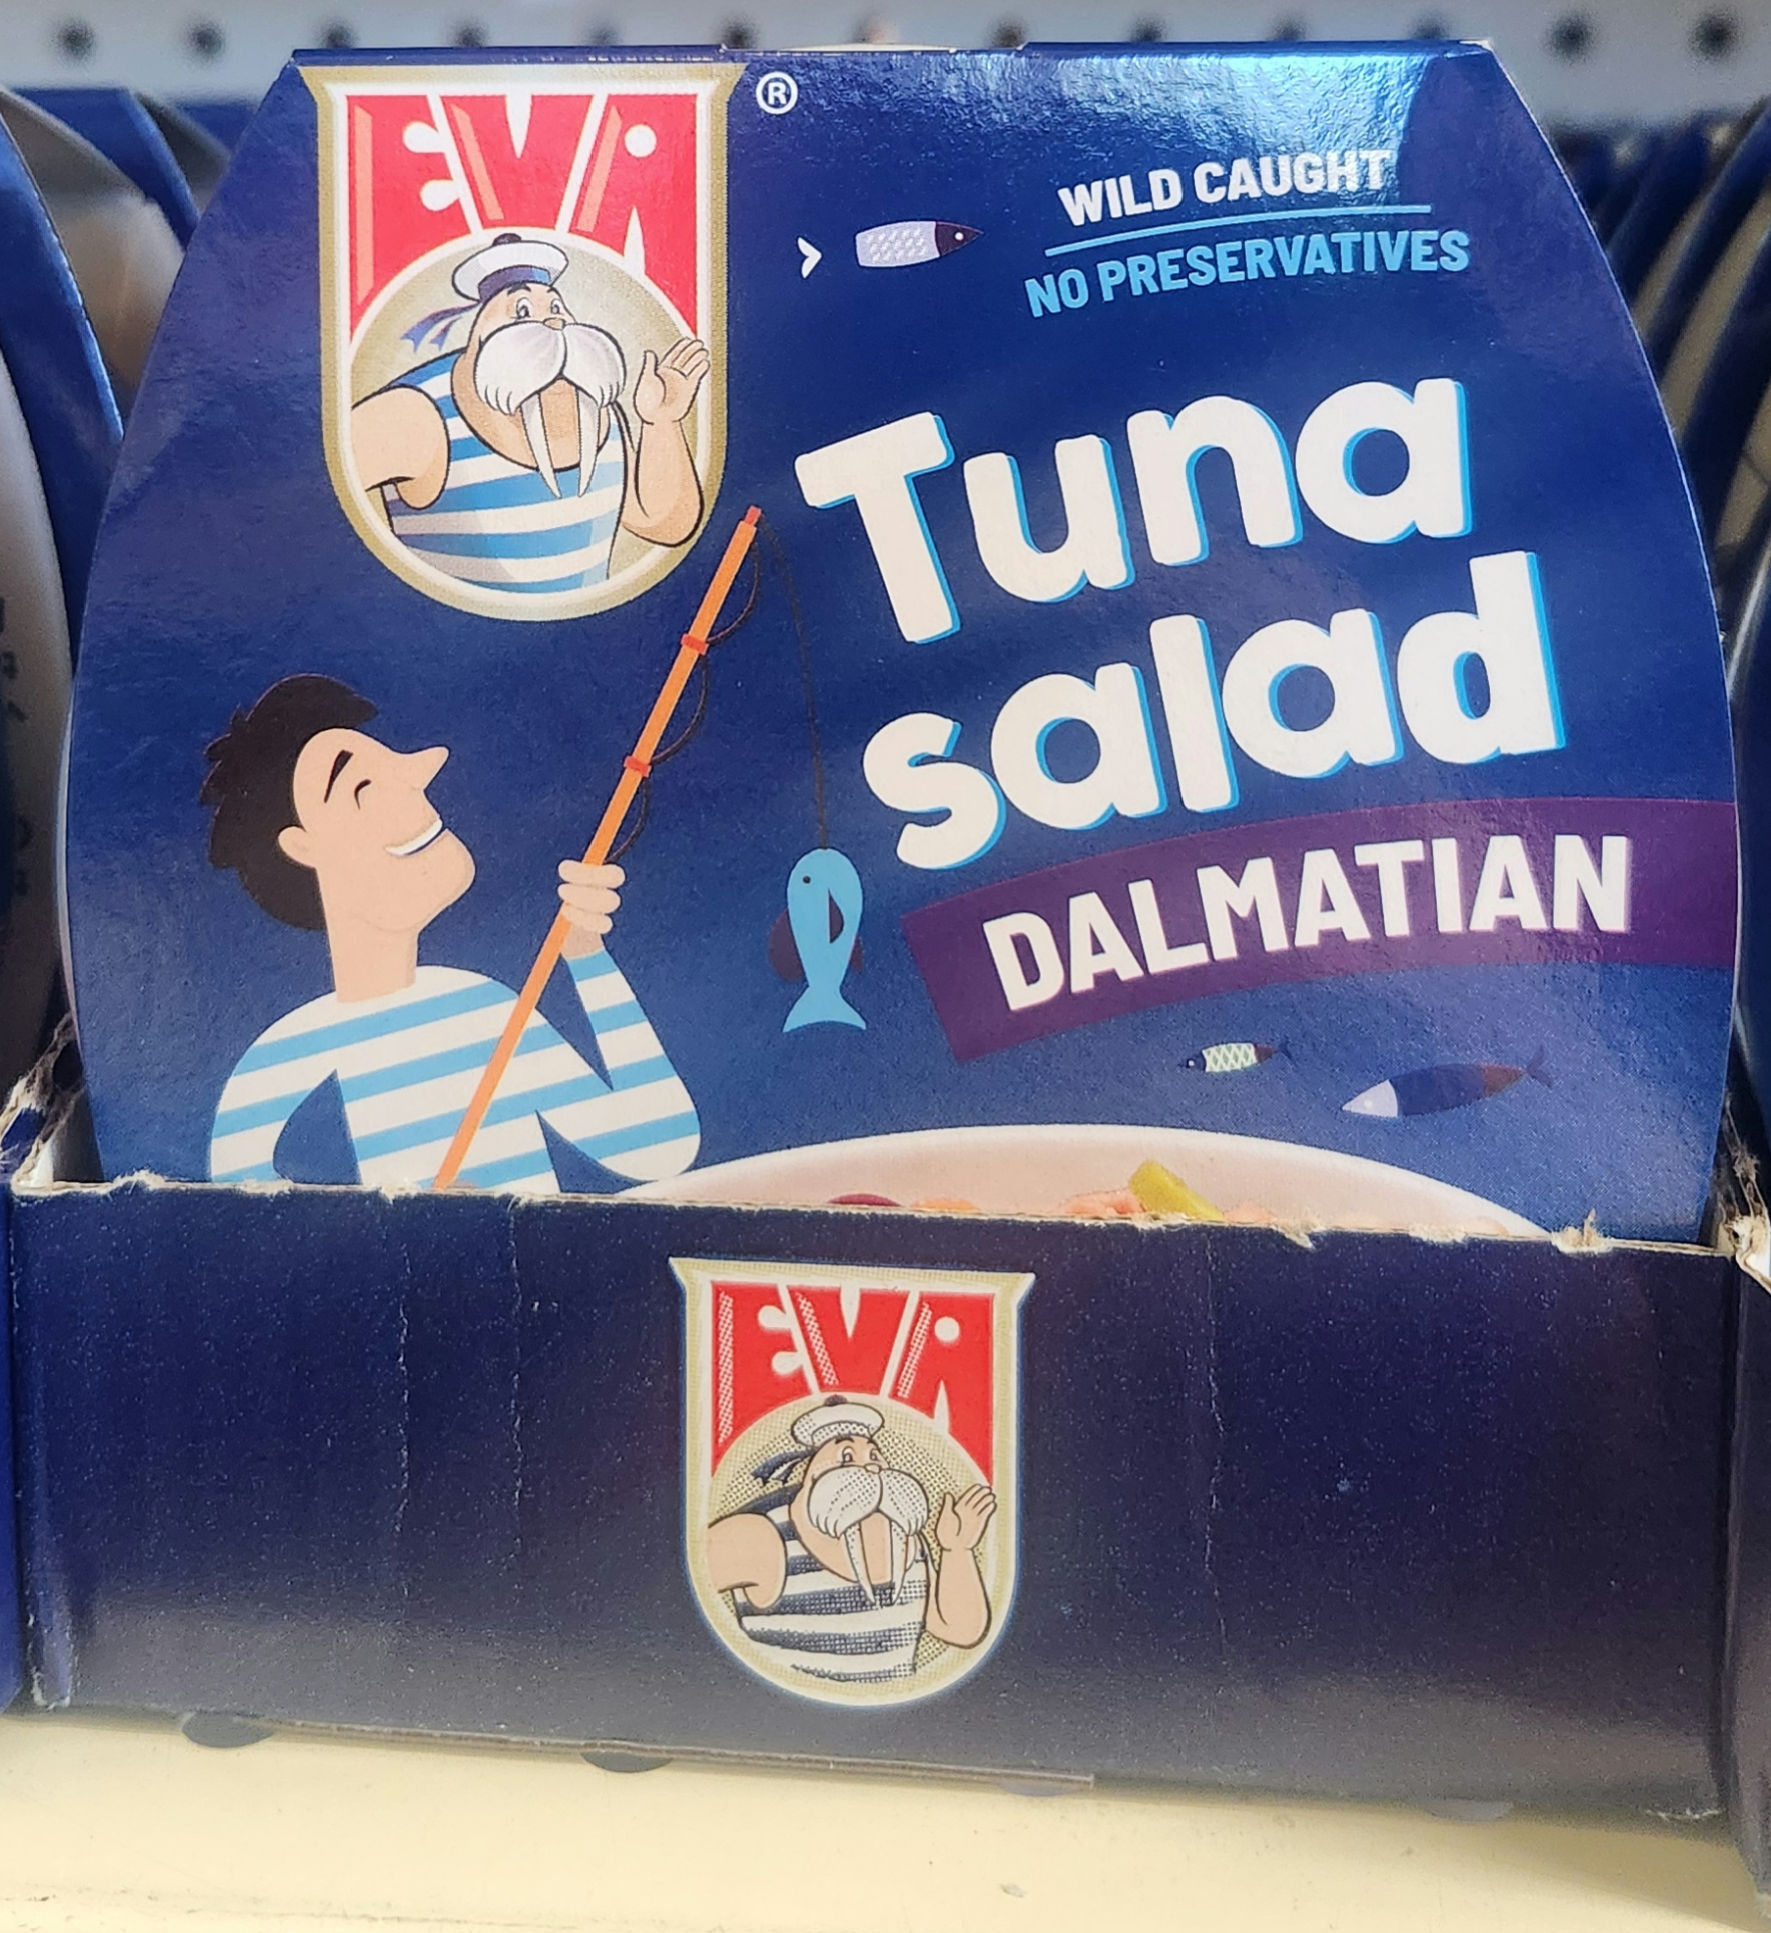 EVA
®
WILD CAUGHT
NO PRESERVATIVES
Tuna
salad
DALMATIAN
EVA